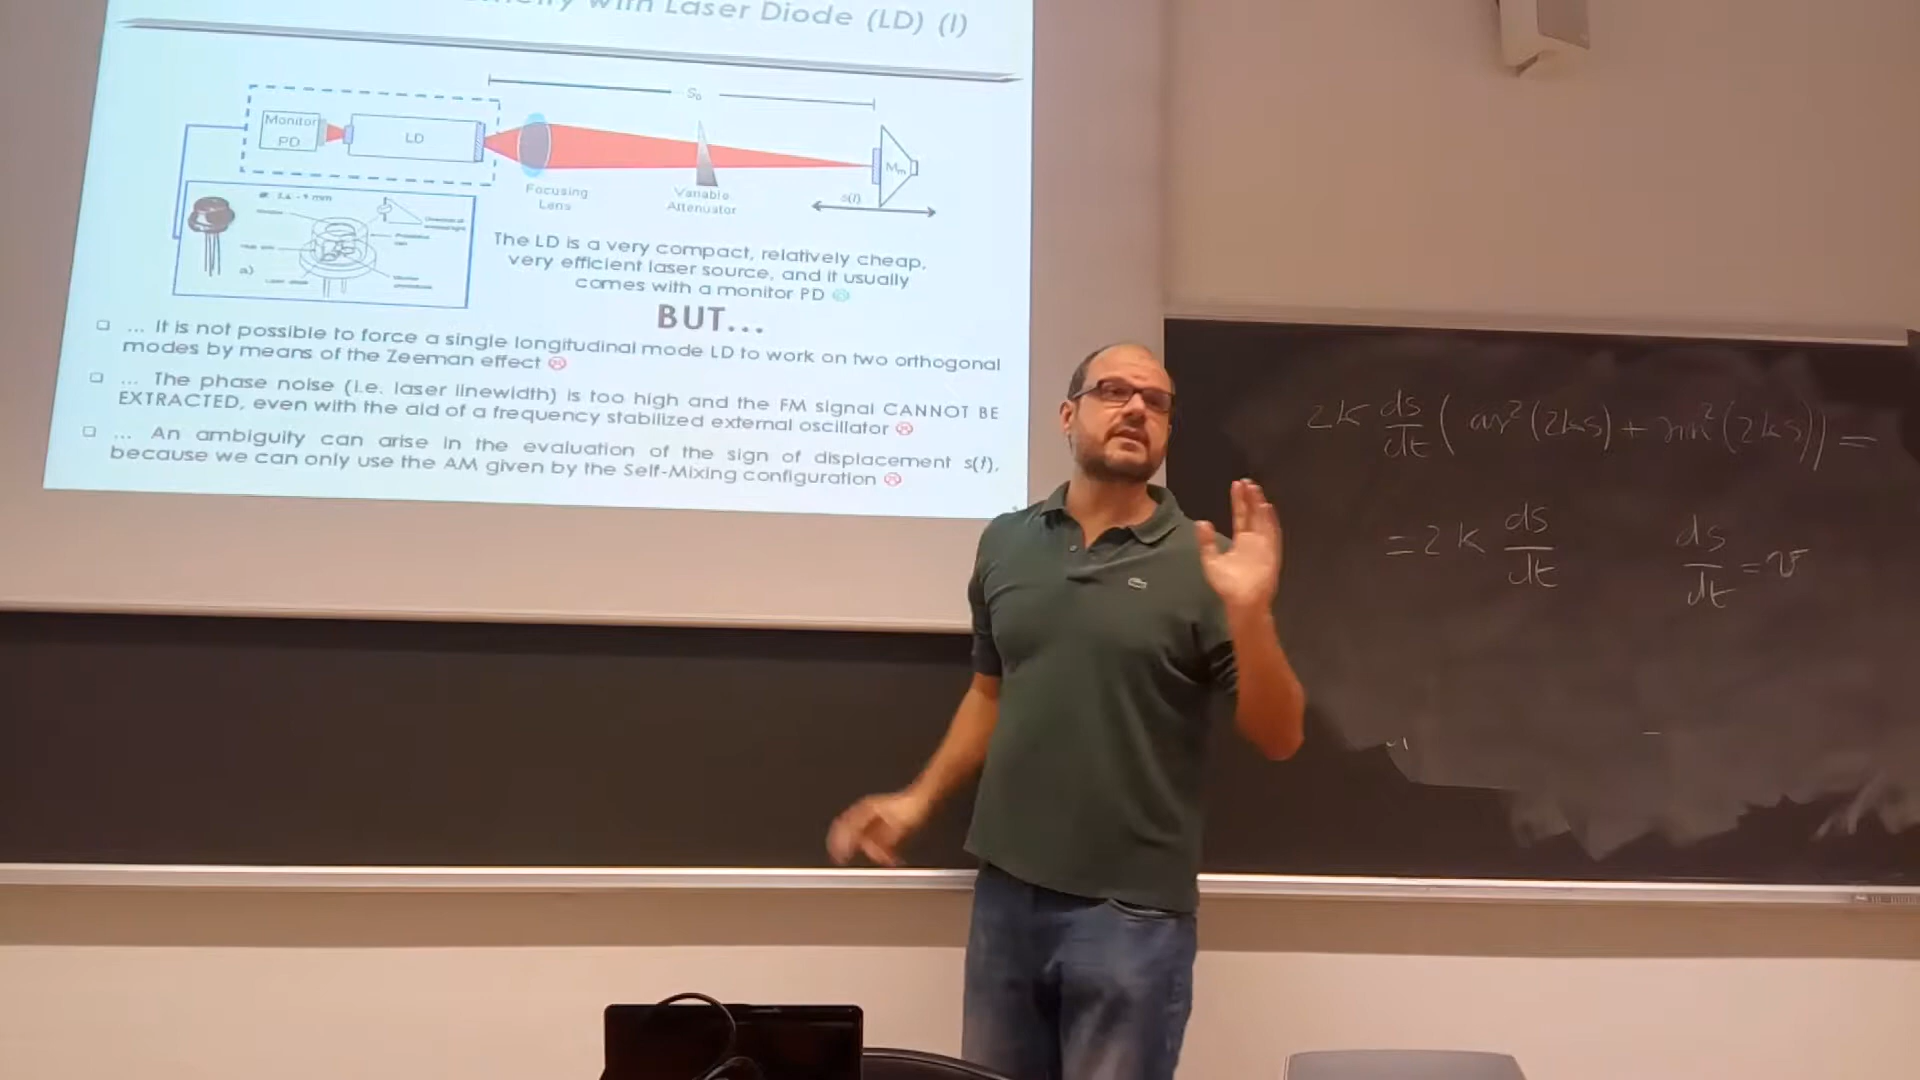 with Laser Diode (LD) (I)
S₀
Monitor
PD
LD
Mₘ
Focusing
Lens
Variable
Attenuator
s(t)
a)
The LD is a very compact, relatively cheap,
very efficient laser source, and it usually
comes with a monitor PD ☺
BUT...
❑ ... It is not possible to force a single longitudinal mode LD to work on two orthogonal
modes by means of the Zeeman effect ☹
❑ ... The phase noise (i.e. laser linewidth) is too high and the FM signal CANNOT BE
EXTRACTED, even with the aid of a frequency stabilized external oscillator ☹
❑ ... An ambiguity can arise in the evaluation of the sign of displacement s(t),
because we can only use the AM given by the Self-Mixing configuration ☹
2k ds/dt ( cos²(2ks) + sin²(2ks) ) =
= 2k ds/dt ds/dt = v